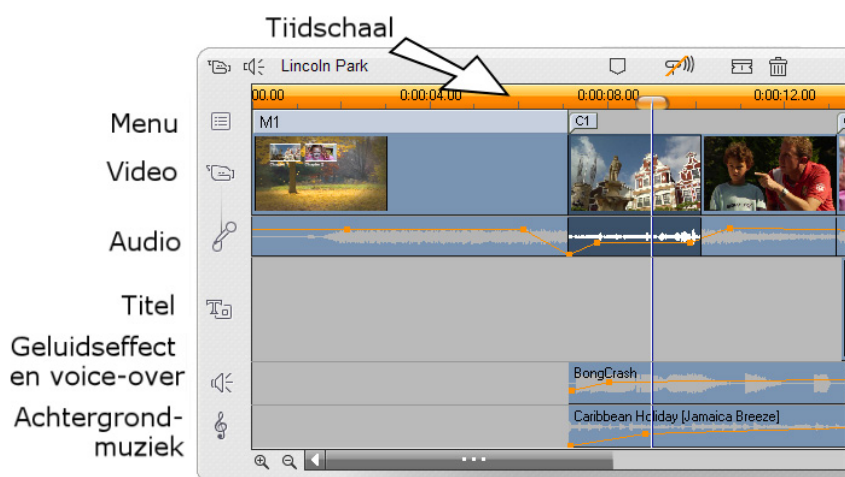 Tijdschaal
Lincoln Park
00.00 0:00:04.00 0:00:08.00 0:00:12.00
Menu
M1 C1
Video
Audio
Titel
Geluidseffect
en voice-over
BongCrash
Achtergrond-
muziek
Caribbean Holiday [Jamaica Breeze]